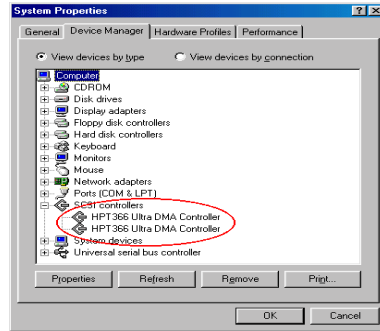 System Properties
General Device Manager Hardware Profiles Performance
View devices by type View devices by connection
Computer
CDROM
Disk drives
Display adapters
Floppy disk controllers
Hard disk controllers
Keyboard
Monitors
Mouse
Network adapters
Ports (COM & LPT)
SCSI controllers
HPT366 Ultra DMA Controller
HPT366 Ultra DMA Controller
System devices
Universal serial bus controller
Properties Refresh Remove Print...
OK Cancel